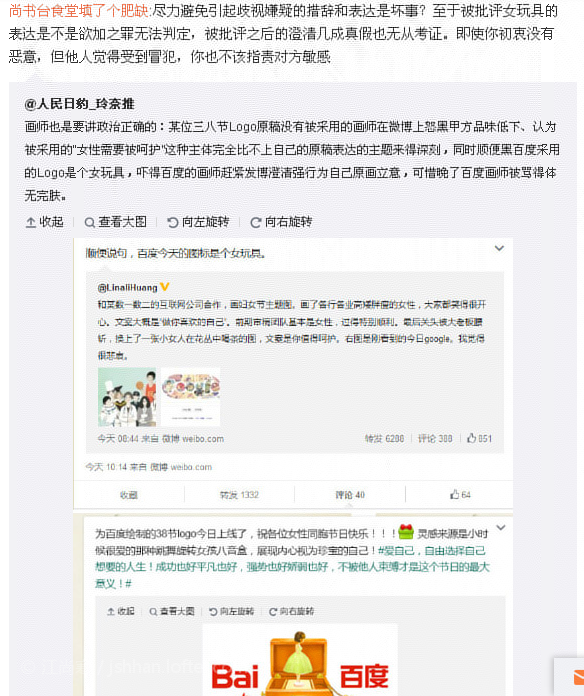 尚书台食堂填了个肥缺:尽力避免引起歧视嫌疑的措辞和表达是坏事？至于被批评女玩具的
表达是不是欲加之罪无法判定，被批评之后的澄清几成真假也无从考证。即使你初衷没有
恶意，但他人觉得受到冒犯，你也不该指责对方敏感
@人民日豹_玲奈推
画师也是要讲政治正确的：某位三八节Logo原稿没有被采用的画师在微博上怒黑甲方品味低下、认为
被采用的"女性需要被呵护"这种主体完全比不上自己的原稿表达的主题来得深刻，同时顺便黑百度采用
的Logo是个女玩具，吓得百度的画师赶紧发博澄清强行为自己原画立意，可惜晚了百度画师被骂得体
无完肤。
收起 查看大图 向左旋转 向右旋转
顺便说句，百度今天的图标是个女玩具。
@LinaliHuang
和某数一数二的互联网公司合作，画妇女节主题图。画了各行各业高矮胖瘦的女性，大家都笑得很开
心。文案大概是"做你喜欢的自己"。前期审稿团队基本是女性，过得特别顺利。最后关头被大老板腰
斩，换上了一张小女人在花丛中喝茶的图，文案是你值得呵护。右图是刚看到的今日google。我觉得
很悲哀。
今天 08:44 来自 微博 weibo.com 转发 6280 评论 380 851
今天 10:14 来自 微博 weibo.com
收藏 转发 1332 评论 40 64
为百度绘制的38节logo今日上线了，祝各位女性同胞节日快乐！！！ 灵感来源是小时
候很爱的那种跳舞旋转女孩八音盒，展现内心视为珍宝的自己！#爱自己，自由选择自己
想要的人生！成功也好平凡也好，强势也好娇弱也好，不被他人束缚才是这个节日的最大
意义！#
收起 查看大图 向左旋转 向右旋转
Bai 百度